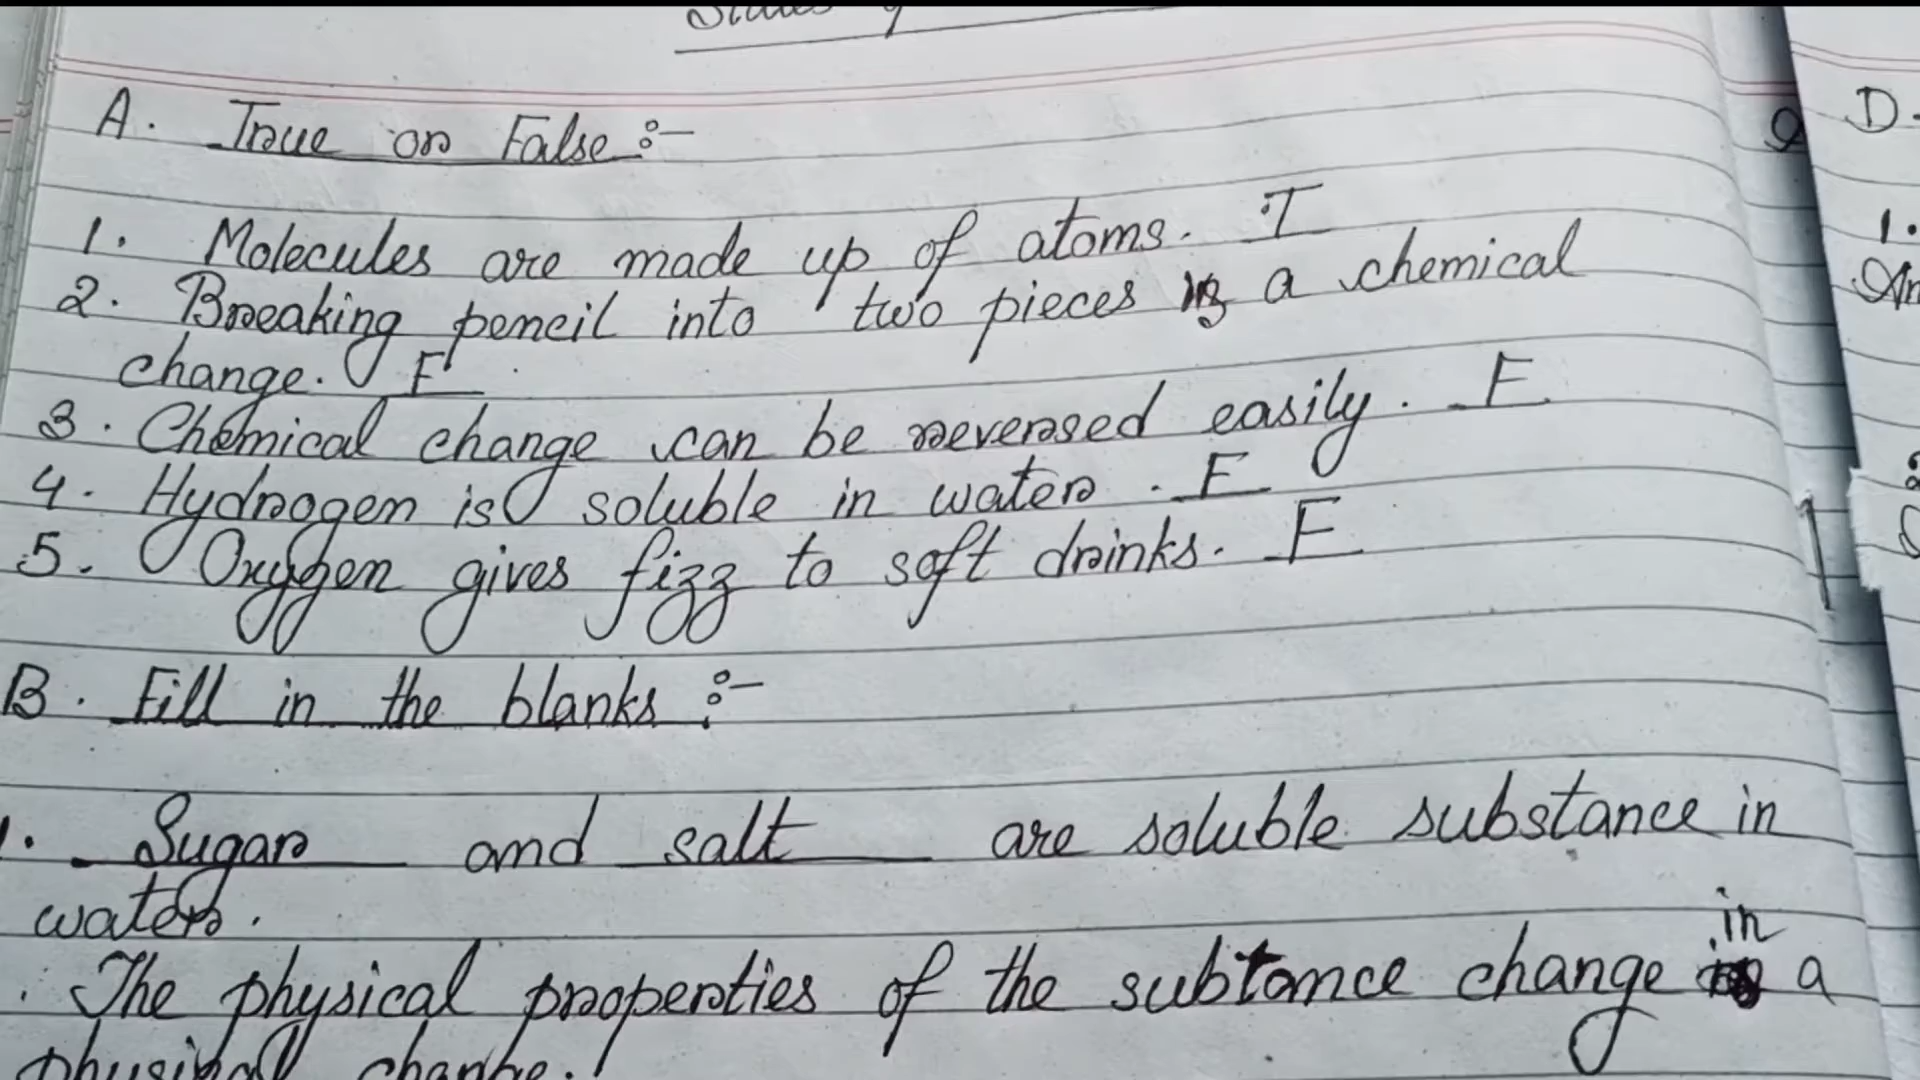 A. True or False :-
1. Molecules are made up of atoms. T
2. Breaking pencil into two pieces is a chemical
change. F
3. Chemical change can be reversed easily. F
4. Hydrogen is soluble in water. F
5. Oxygen gives fizz to soft drinks. F
B. Fill in the blanks :-
1. Sugar and salt are soluble substance in
water.
The physical properties of the subtance change in a
physical change.
D.
1.